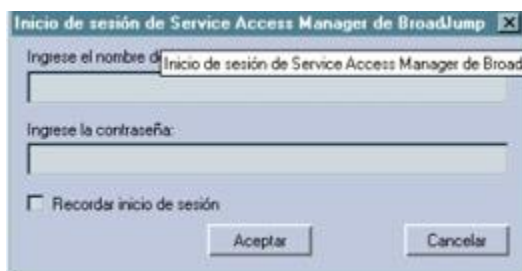 Inicio de sesión de Service Access Manager de BroadJump
Ingrese el nombre d
Inicio de sesión de Service Access Manager de Broad
Ingrese la contraseña:
Recordar inicio de sesión
Aceptar
Cancelar